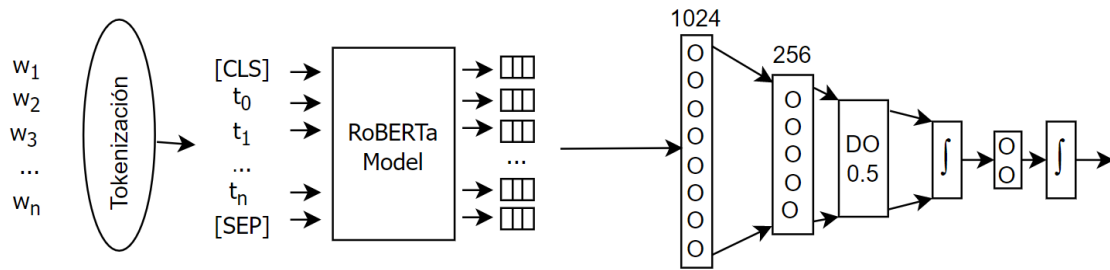 w1
w2
w3
...
wn
Tokenización
[CLS]
t0
t1
...
tn
[SEP]
RoBERTa
Model
...
1024
O
O
O
O
O
O
O
O
256
O
O
O
O
O
DO
0.5
∫
O
O
∫